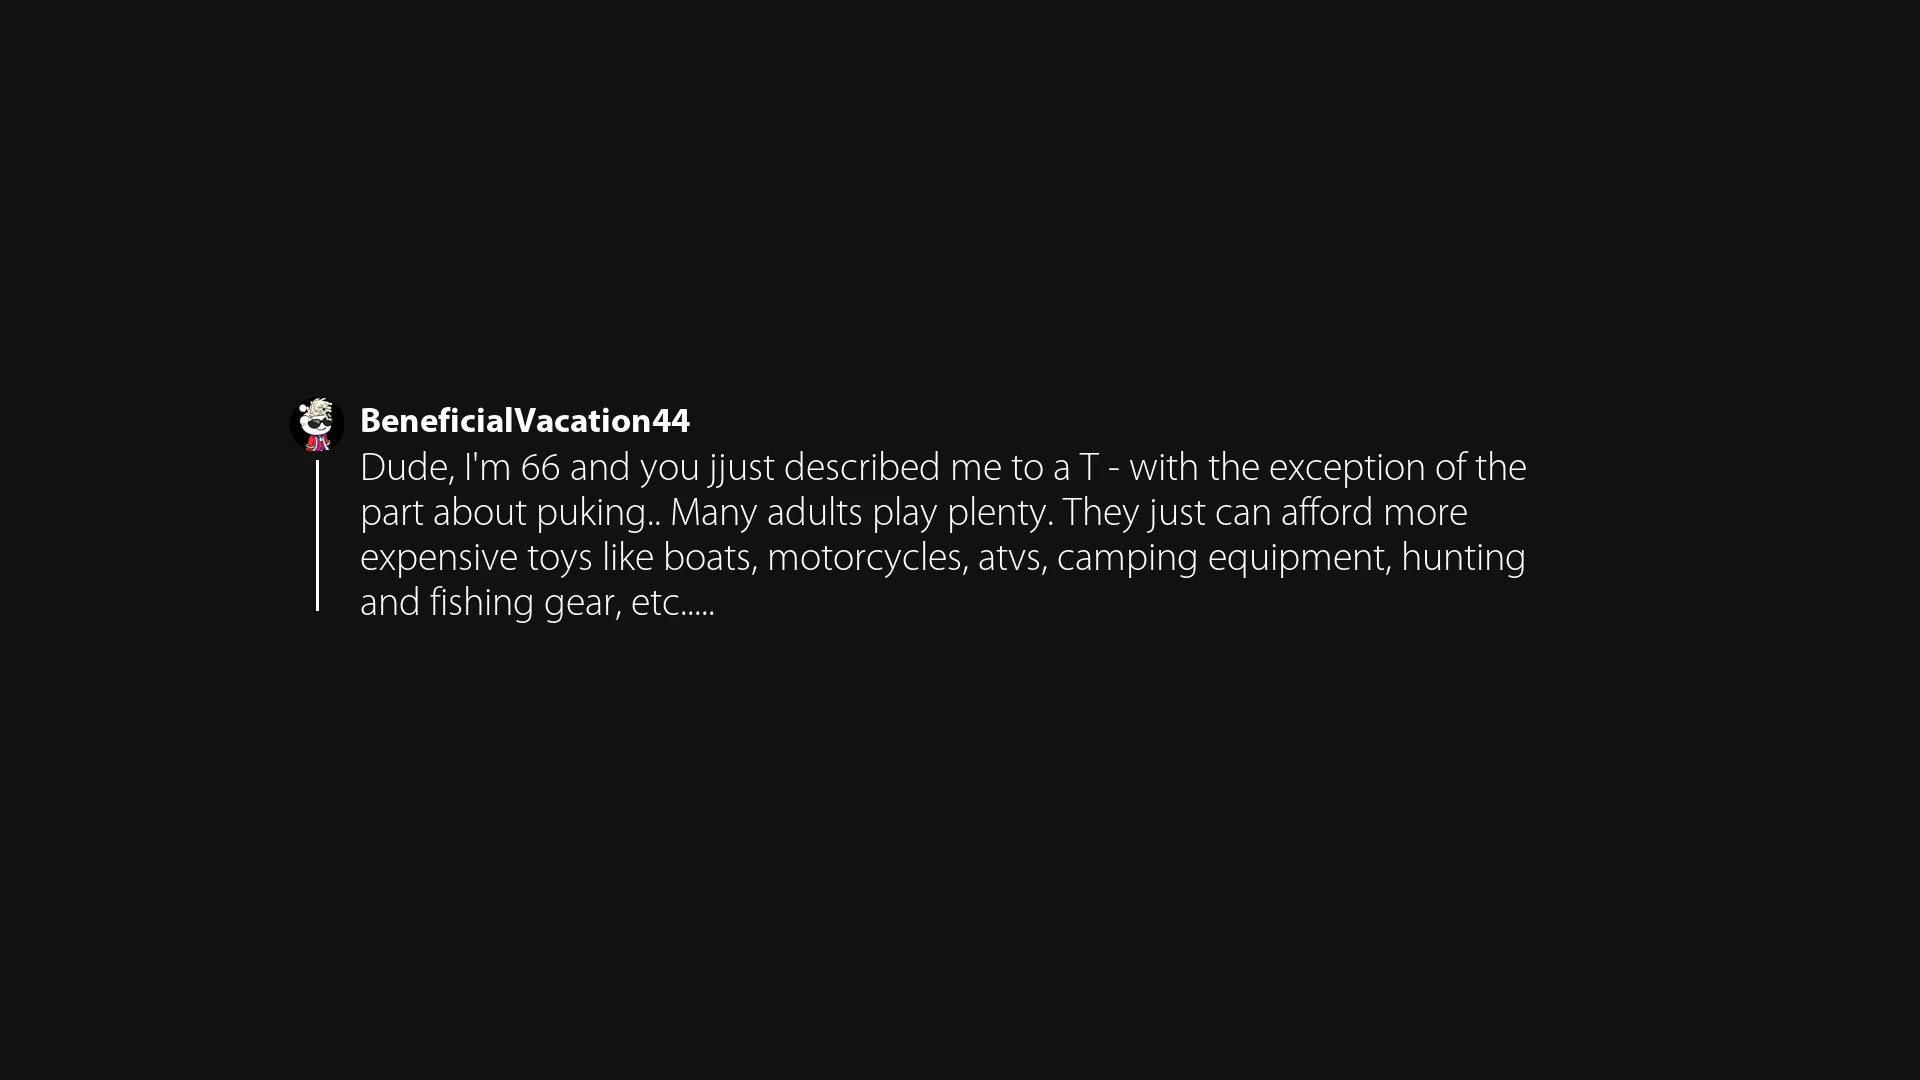 BeneficialVacation44
Dude, I'm 66 and you jjust described me to a T - with the exception of the
part about puking.. Many adults play plenty. They just can afford more
expensive toys like boats, motorcycles, atvs, camping equipment, hunting
and fishing gear, etc.....